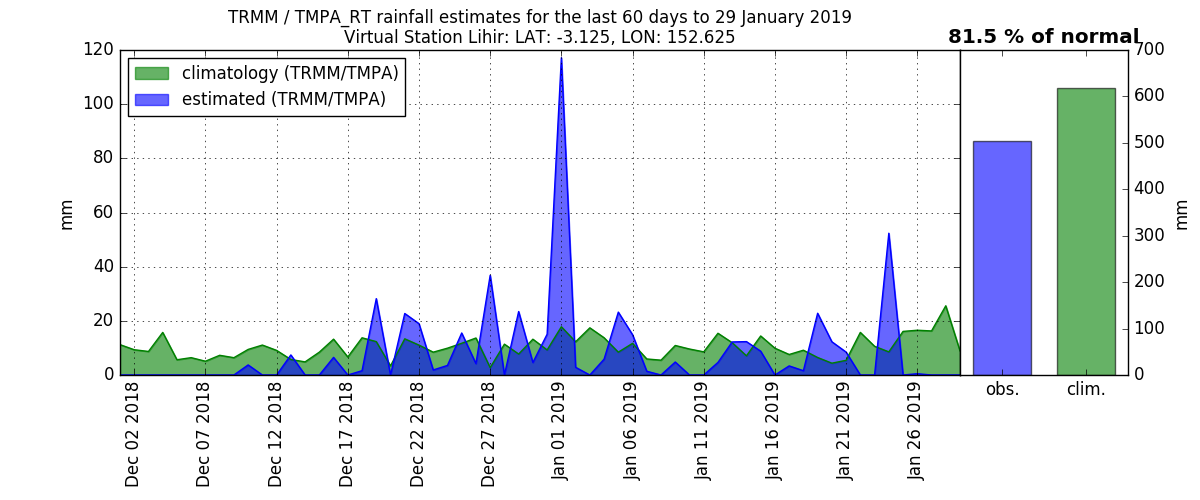 TRMM / TMPA_RT rainfall estimates for the last 60 days to 29 January 2019
Virtual Station Lihir: LAT: -3.125, LON: 152.625
81.5 % of normal
climatology (TRMM/TMPA)
estimated (TRMM/TMPA)
120
100
80
60
40
20
0
mm
Dec 02 2018
Dec 07 2018
Dec 12 2018
Dec 17 2018
Dec 22 2018
Dec 27 2018
Jan 01 2019
Jan 06 2019
Jan 11 2019
Jan 16 2019
Jan 21 2019
Jan 26 2019
700
600
500
400
300
200
100
0
mm
obs.
clim.